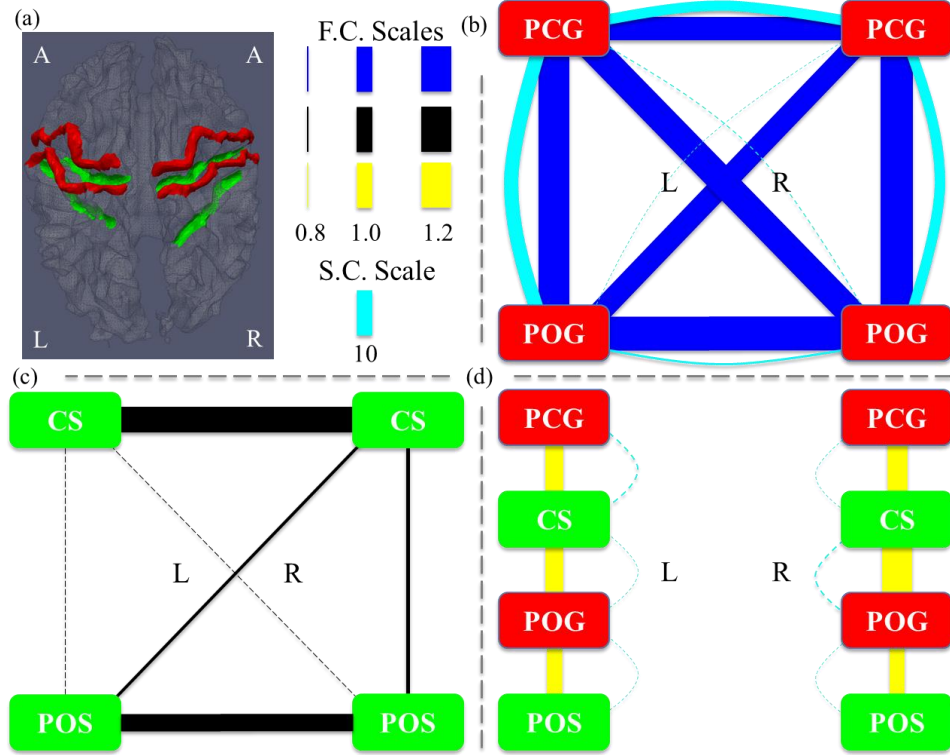 (a)
A A
L R
F.C. Scales
0.8 1.0 1.2
S.C. Scale
10
(b)
PCG PCG
L R
POG POG
(c)
CS CS
L R
POS POS
(d)
PCG PCG
CS CS
L R
POG POG
POS POS